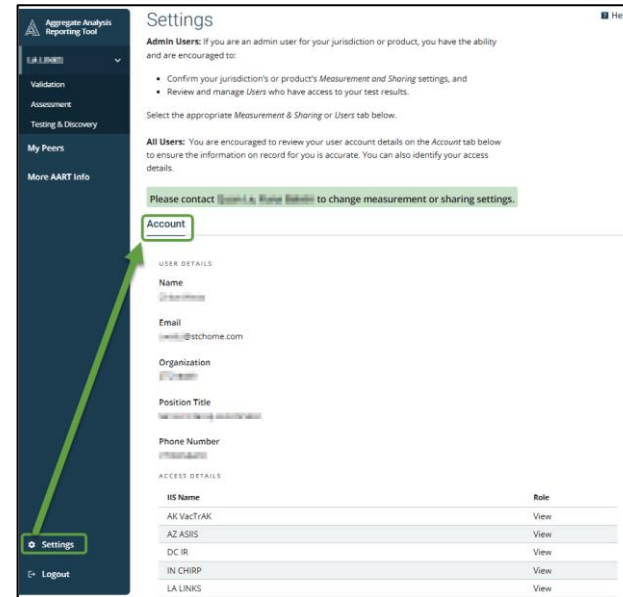 Aggregate Analysis
Reporting Tool
LA LINKS
Validation
Assessment
Testing & Discovery
My Peers
More AART Info
Settings
Logout
Settings
He
Admin Users: If you are an admin user for your jurisdiction or product, you have the ability
and are encouraged to:
• Confirm your jurisdiction's or product's Measurement and Sharing settings, and
• Review and manage Users who have access to your test results.
Select the appropriate Measurement & Sharing or Users tab below.
All Users: You are encouraged to review your user account details on the Account tab below
to ensure the information on record for you is accurate. You can also identify your access
details.
Please contact to change measurement or sharing settings.
Account
USER DETAILS
Name
Email
@stchome.com
Organization
Position Title
Phone Number
ACCESS DETAILS
IIS Name Role
AK VacTrAK View
AZ ASIIS View
DC IR View
IN CHIRP View
LA LINKS View